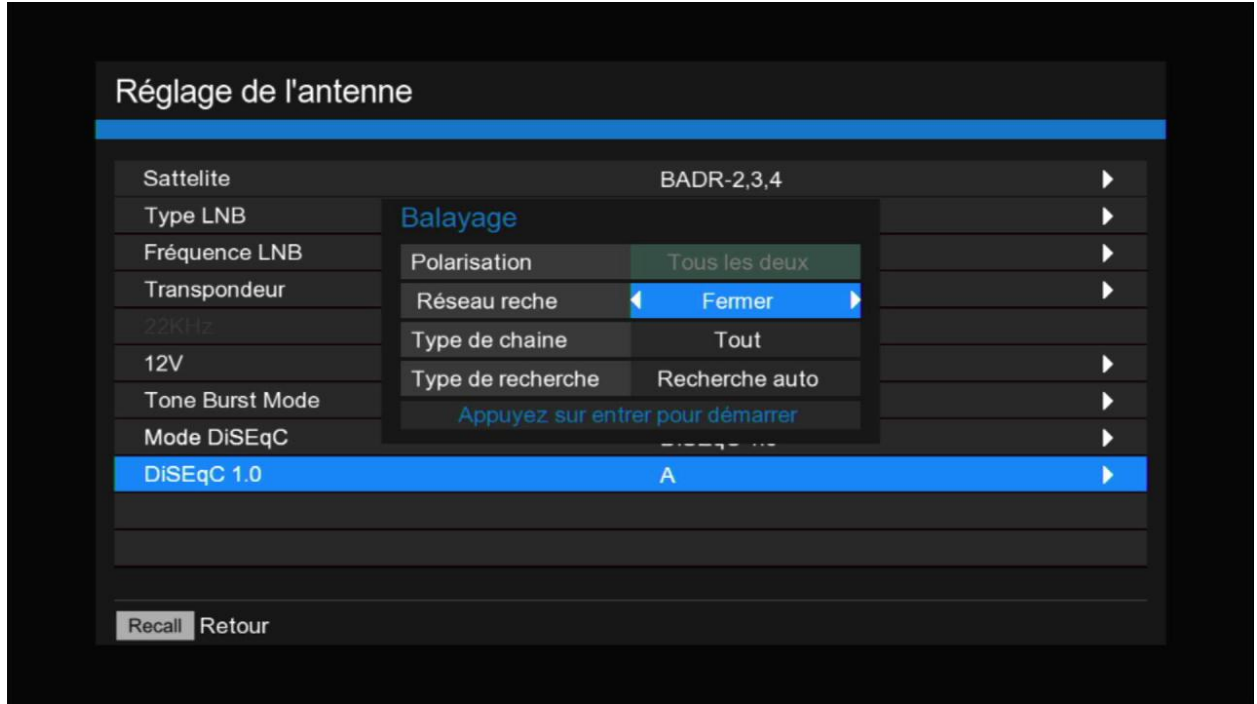 Réglage de l'antenne
Sattelite BADR-2,3,4
Type LNB
Fréquence LNB
Transpondeur
22KHz
12V
Tone Burst Mode
Mode DiSEqC
DiSEqC 1.0 A
Balayage
Polarisation Tous les deux
Réseau reche Fermer
Type de chaine Tout
Type de recherche Recherche auto
Appuyez sur entrer pour démarrer
Recall Retour